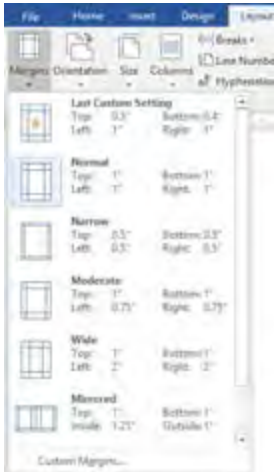 File Home Insert Design Layout
Breaks
Line Numbe
Hyphenation
Margins Orientation Size Columns
Last Custom Setting
Top: 0.5" Bottom: 0.4"
Left: 1" Right: 1"
Normal
Top: 1" Bottom: 1"
Left: 1" Right: 1"
Narrow
Top: 0.5" Bottom: 0.5"
Left: 0.5" Right: 0.5"
Moderate
Top: 1" Bottom: 1"
Left: 0.75" Right: 0.75"
Wide
Top: 1" Bottom: 1"
Left: 2" Right: 2"
Mirrored
Top: 1" Bottom: 1"
Inside: 1.25" Outside: 1"
Custom Margins...